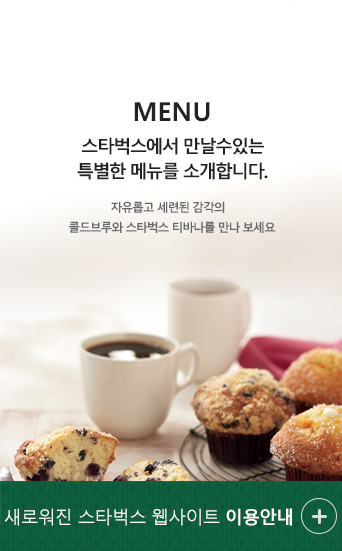 MENU
스타벅스에서 만날수있는
특별한 메뉴를 소개합니다.
자유롭고 세련된 감각의
콜드브루와 스타벅스 티바나를 만나 보세요
새로워진 스타벅스 웹사이트 이용안내